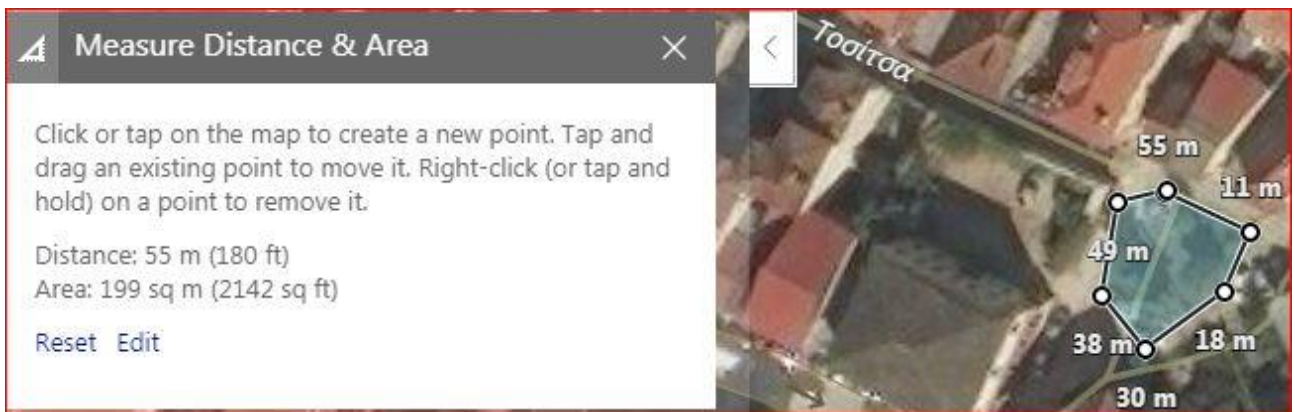 Measure Distance & Area
Click or tap on the map to create a new point. Tap and
drag an existing point to move it. Right-click (or tap and
hold) on a point to remove it.
Distance: 55 m (180 ft)
Area: 199 sq m (2142 sq ft)
Reset Edit
Τοσίτσα
55 m
11 m
49 m
38 m
18 m
30 m